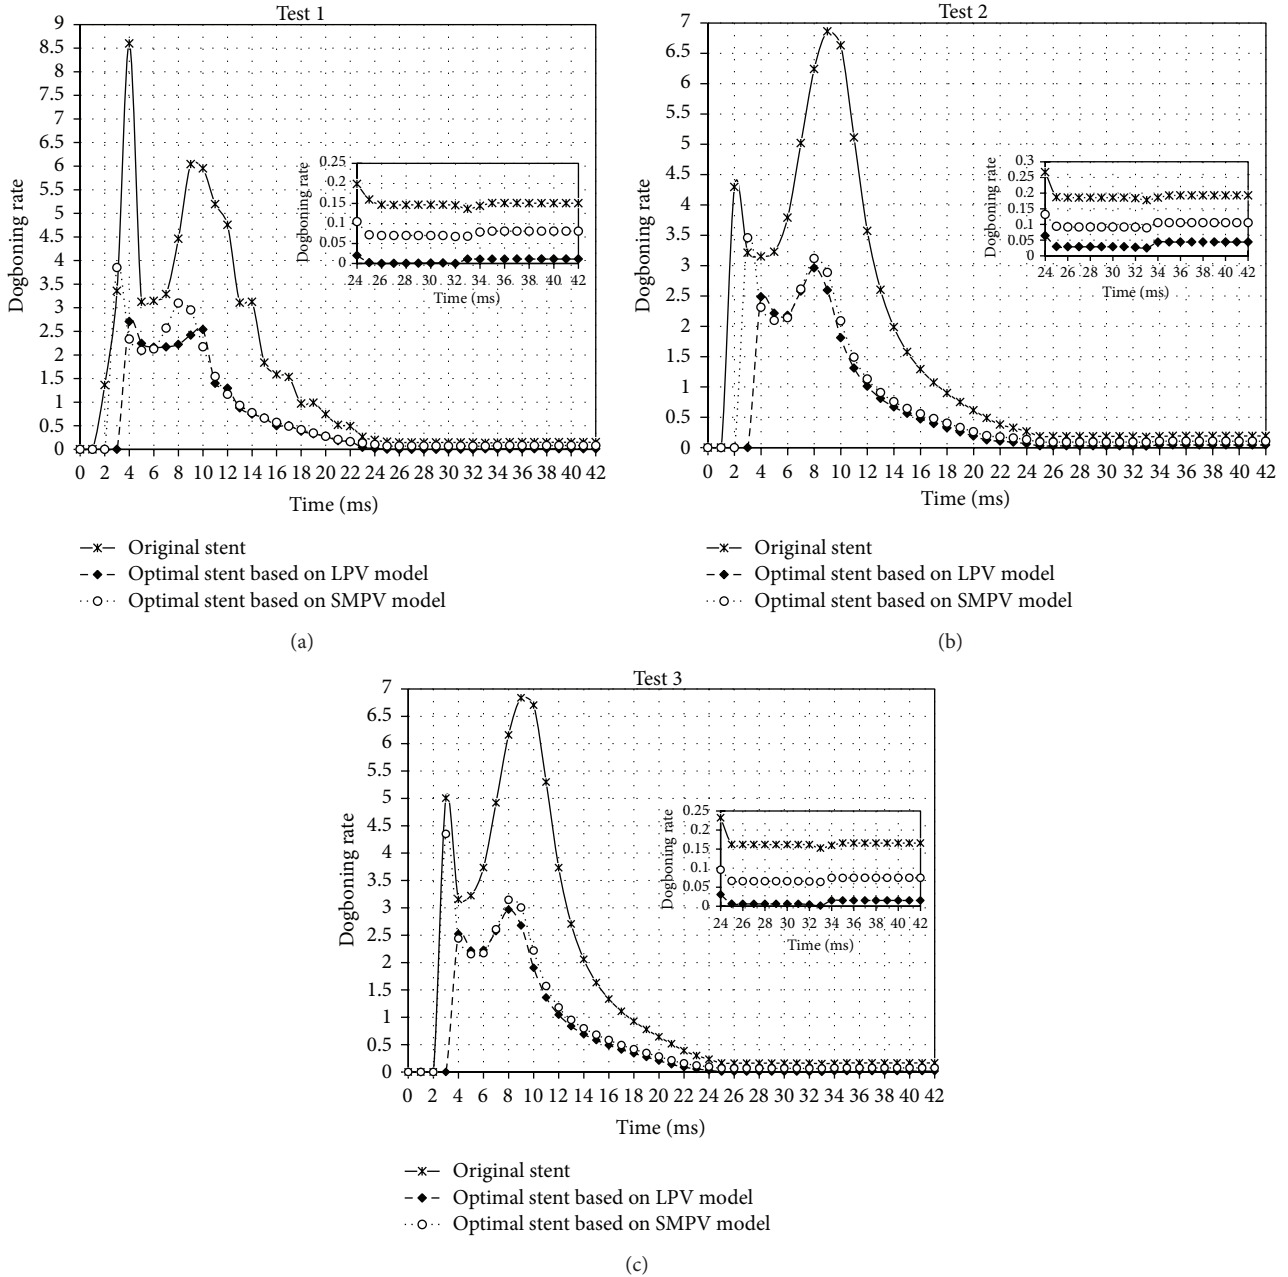 Test 1
Dogboning rate
9
8.5
8
7.5
7
6.5
6
5.5
5
4.5
4
3.5
3
2.5
2
1.5
1
0.5
0
0 2 4 6 8 10 12 14 16 18 20 22 24 26 28 30 32 34 36 38 40 42
Time (ms)
Dogboning rate
0.25
0.2
0.15
0.1
0.05
0
24 26 28 30 32 34 36 38 40 42
Time (ms)
Original stent
Optimal stent based on LPV model
Optimal stent based on SMPV model
(a)
Test 2
Dogboning rate
7
6.5
6
5.5
5
4.5
4
3.5
3
2.5
2
1.5
1
0.5
0
0 2 4 6 8 10 12 14 16 18 20 22 24 26 28 30 32 34 36 38 40 42
Time (ms)
Dogboning rate
0.3
0.25
0.2
0.15
0.1
0.05
0
24 26 28 30 32 34 36 38 40 42
Time (ms)
Original stent
Optimal stent based on LPV model
Optimal stent based on SMPV model
(b)
Test 3
Dogboning rate
7
6.5
6
5.5
5
4.5
4
3.5
3
2.5
2
1.5
1
0.5
0
0 2 4 6 8 10 12 14 16 18 20 22 24 26 28 30 32 34 36 38 40 42
Time (ms)
Dogboning rate
0.25
0.2
0.15
0.1
0.05
0
24 26 28 30 32 34 36 38 40 42
Time (ms)
Original stent
Optimal stent based on LPV model
Optimal stent based on SMPV model
(c)